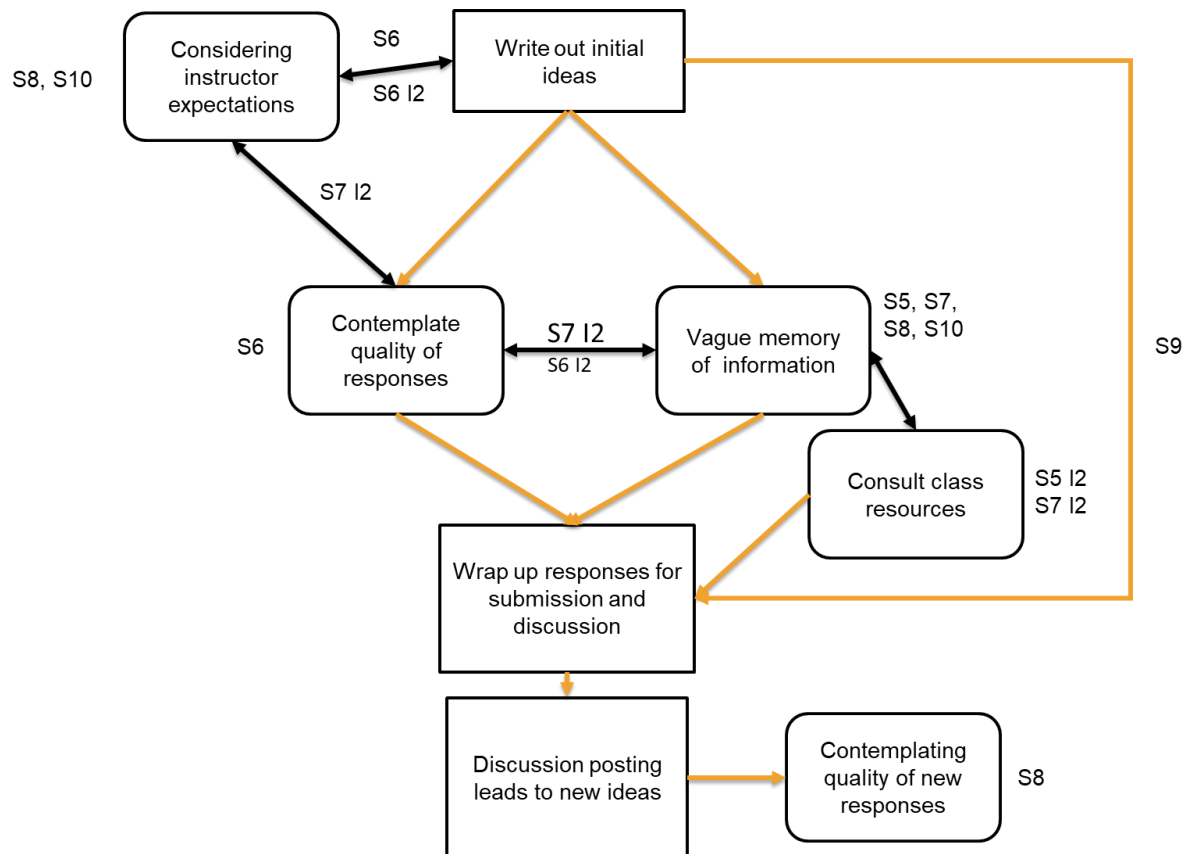 Considering
instructor
expectations
S8, S10
S6
S6 I2
Write out initial
ideas
S7 I2
Contemplate
quality of
responses
S6
S7 I2
S6 I2
Vague memory
of information
S5, S7,
S8, S10
S9
Consult class
resources
S5 I2
S7 I2
Wrap up responses for
submission and
discussion
Discussion posting
leads to new ideas
Contemplating
quality of new
responses
S8